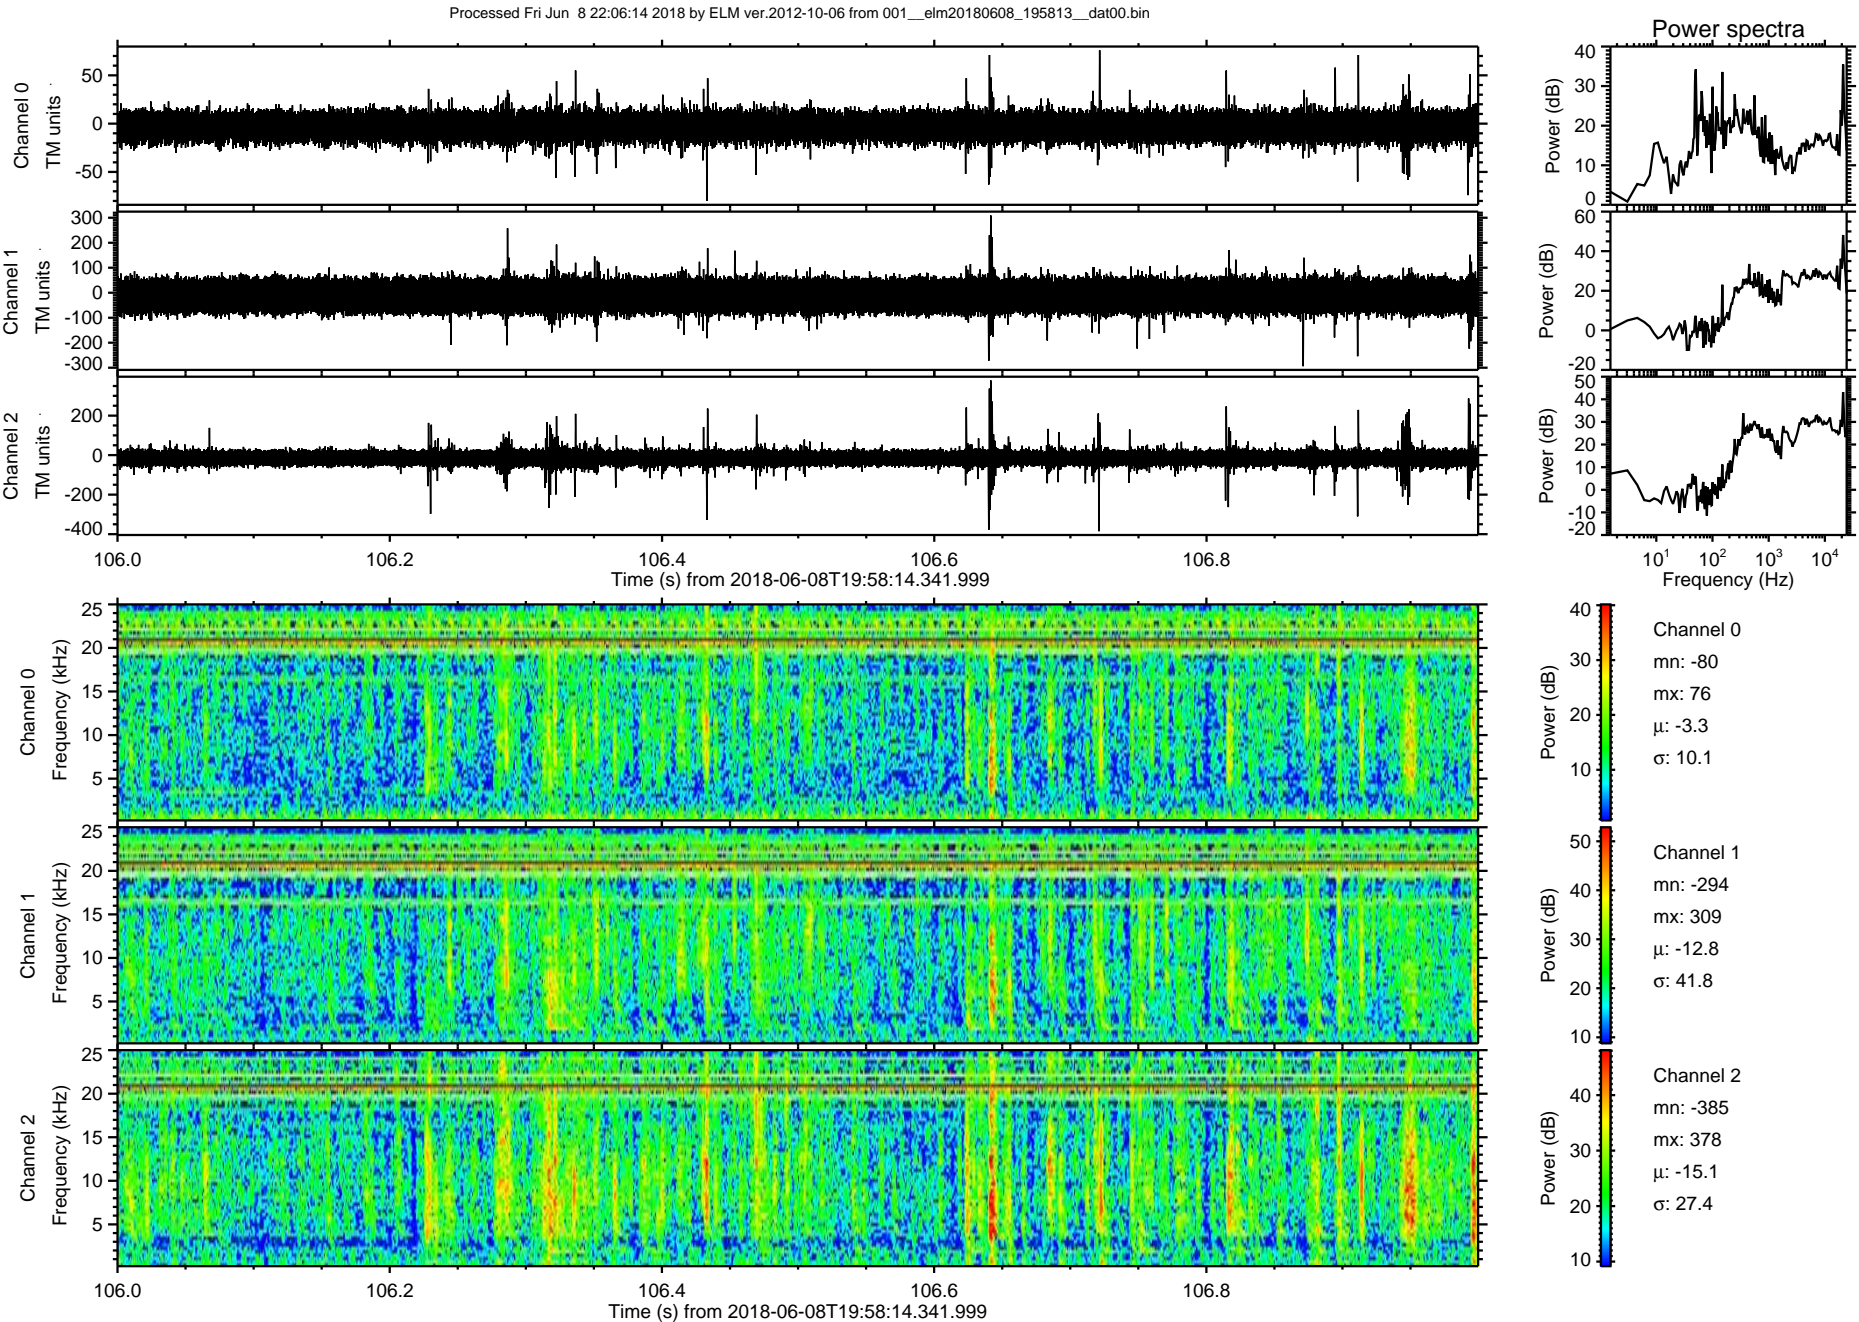 Processed Fri Jun  8 22:06:14 2018 by ELM ver.2012-10-06 from 001__elm20180608_195813__dat00.bin
Power spectra
Channel 0
TM units
50
0
-50
Power (dB)
40
30
20
10
0
Channel 1
TM units
300
200
100
0
-100
-200
-300
Power (dB)
60
40
20
0
-20
Channel 2
TM units
200
0
-200
-400
Power (dB)
50
40
30
20
10
0
-10
-20
106.0 106.2 106.4 106.6 106.8
Time (s) from 2018-06-08T19:58:14.341.999
10¹ 10² 10³ 10⁴
Frequency (Hz)
Channel 0
Frequency (kHz)
25
20
15
10
5
Power (dB)
40
30
20
10
Channel 0
mn: -80
mx: 76
μ: -3.3
σ: 10.1
Channel 1
Frequency (kHz)
25
20
15
10
5
Power (dB)
50
40
30
20
10
Channel 1
mn: -294
mx: 309
μ: -12.8
σ: 41.8
Channel 2
Frequency (kHz)
25
20
15
10
5
Power (dB)
40
30
20
10
Channel 2
mn: -385
mx: 378
μ: -15.1
σ: 27.4
106.0 106.2 106.4 106.6 106.8
Time (s) from 2018-06-08T19:58:14.341.999